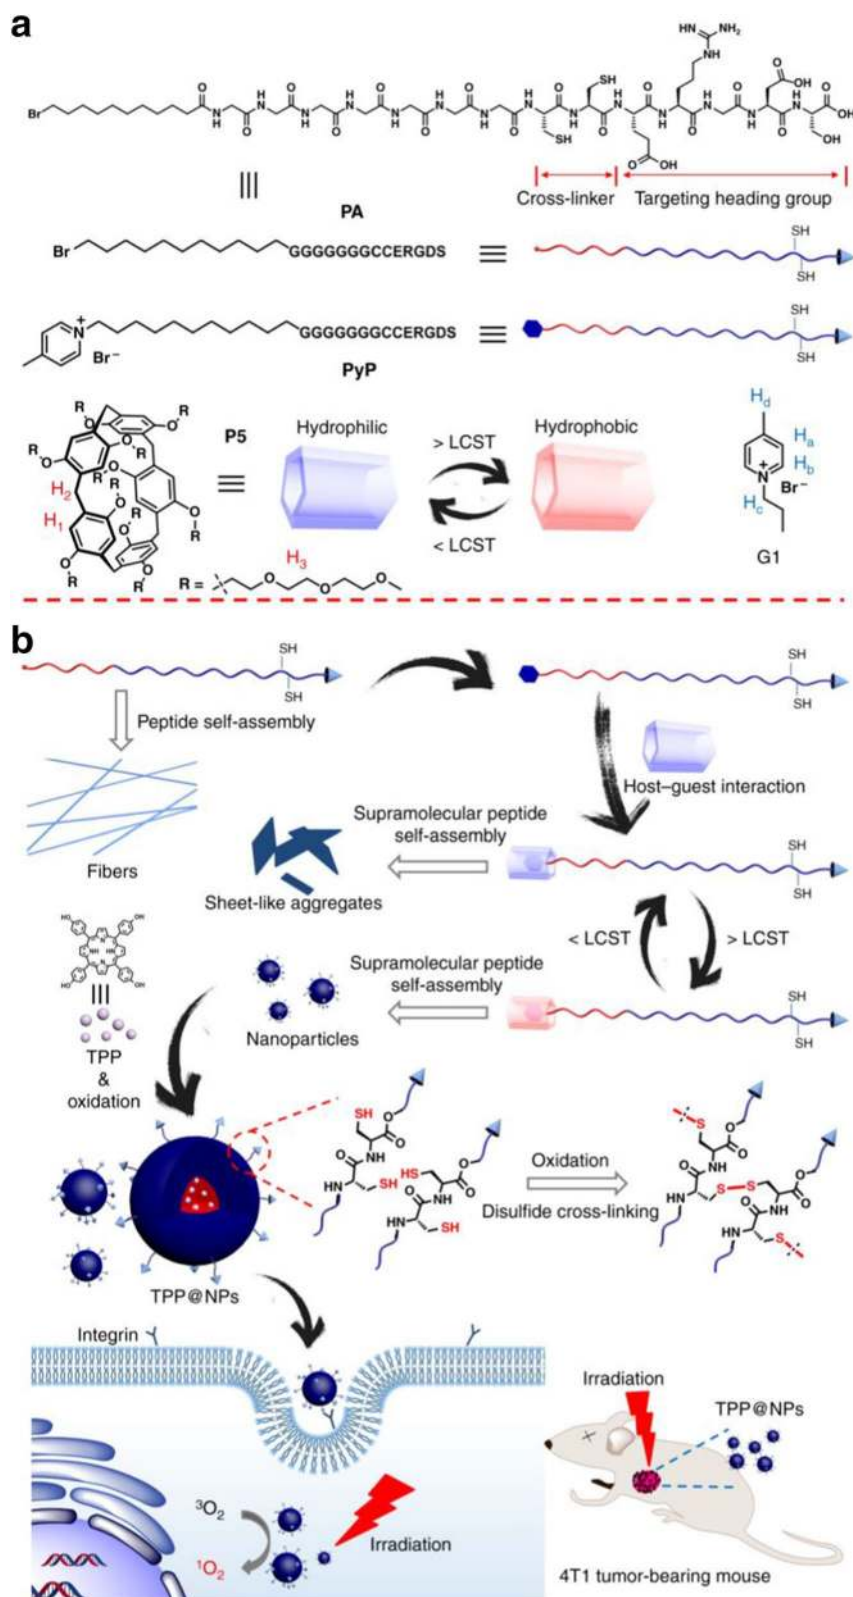 a
HN NH₂
NH
SH
SH
OH
OH
OH
OH
Br
Cross-linker
Targeting heading group
PA
Br GGGGGGGCCERGDS
SH
SH
N+ GGGGGGGCCERGDS
Br⁻
PyP
SH
SH
P5
R
H₂
H₁
H₃
R =
Hydrophilic
> LCST
< LCST
Hydrophobic
Hd
Ha
Hb
N+
Br⁻
Hc
G1
b
SH
SH
SH
SH
Peptide self-assembly
Fibers
Host–guest interaction
Supramolecular peptide
self-assembly
Sheet-like aggregates
SH
SH
< LCST
> LCST
Supramolecular peptide
self-assembly
Nanoparticles
SH
SH
TPP
&
oxidation
SH
SH
HS
SH
Oxidation
Disulfide cross-linking
S
S
S
S
TPP@NPs
Integrin
³O₂
¹O₂
Irradiation
Irradiation
TPP@NPs
4T1 tumor-bearing mouse